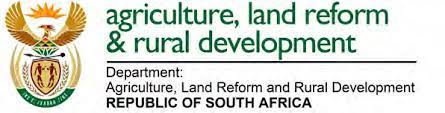 agriculture, land reform
& rural development
Department:
Agriculture, Land Reform and Rural Development
REPUBLIC OF SOUTH AFRICA